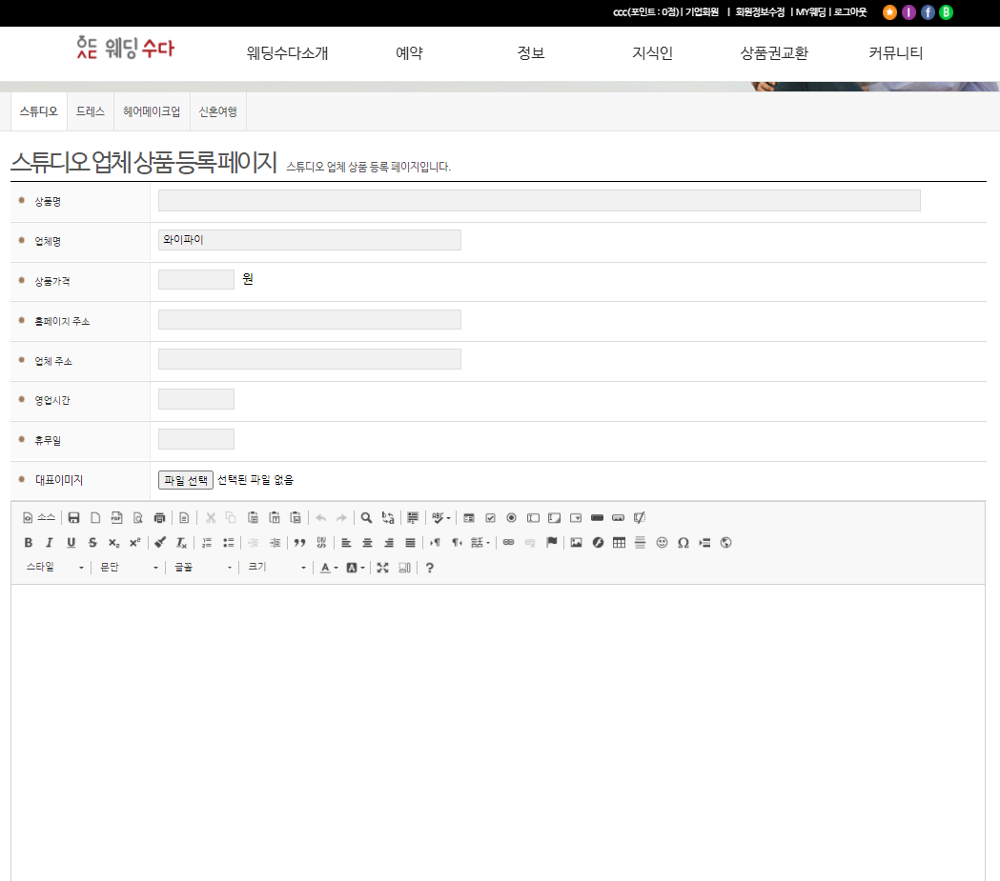 ccc(포인트 : 0점) | 기업회원 | 회원정보수정 | MY웨딩 | 로그아웃
웨딩수다
웨딩수다소개 예약 정보 지식인 상품권교환 커뮤니티
스튜디오 드레스 헤어메이크업 신혼여행
스튜디오 업체 상품 등록 페이지 스튜디오 업체 상품 등록 페이지입니다.
상품명
업체명 와이파이
상품가격 원
홈페이지 주소
업체 주소
영업시간
휴무일
대표이미지 파일 선택 선택된 파일 없음
소스
스타일 문단 글꼴 크기